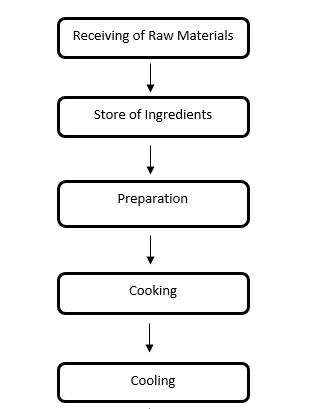 Receiving of Raw Materials
Store of Ingredients
Preparation
Cooking
Cooling